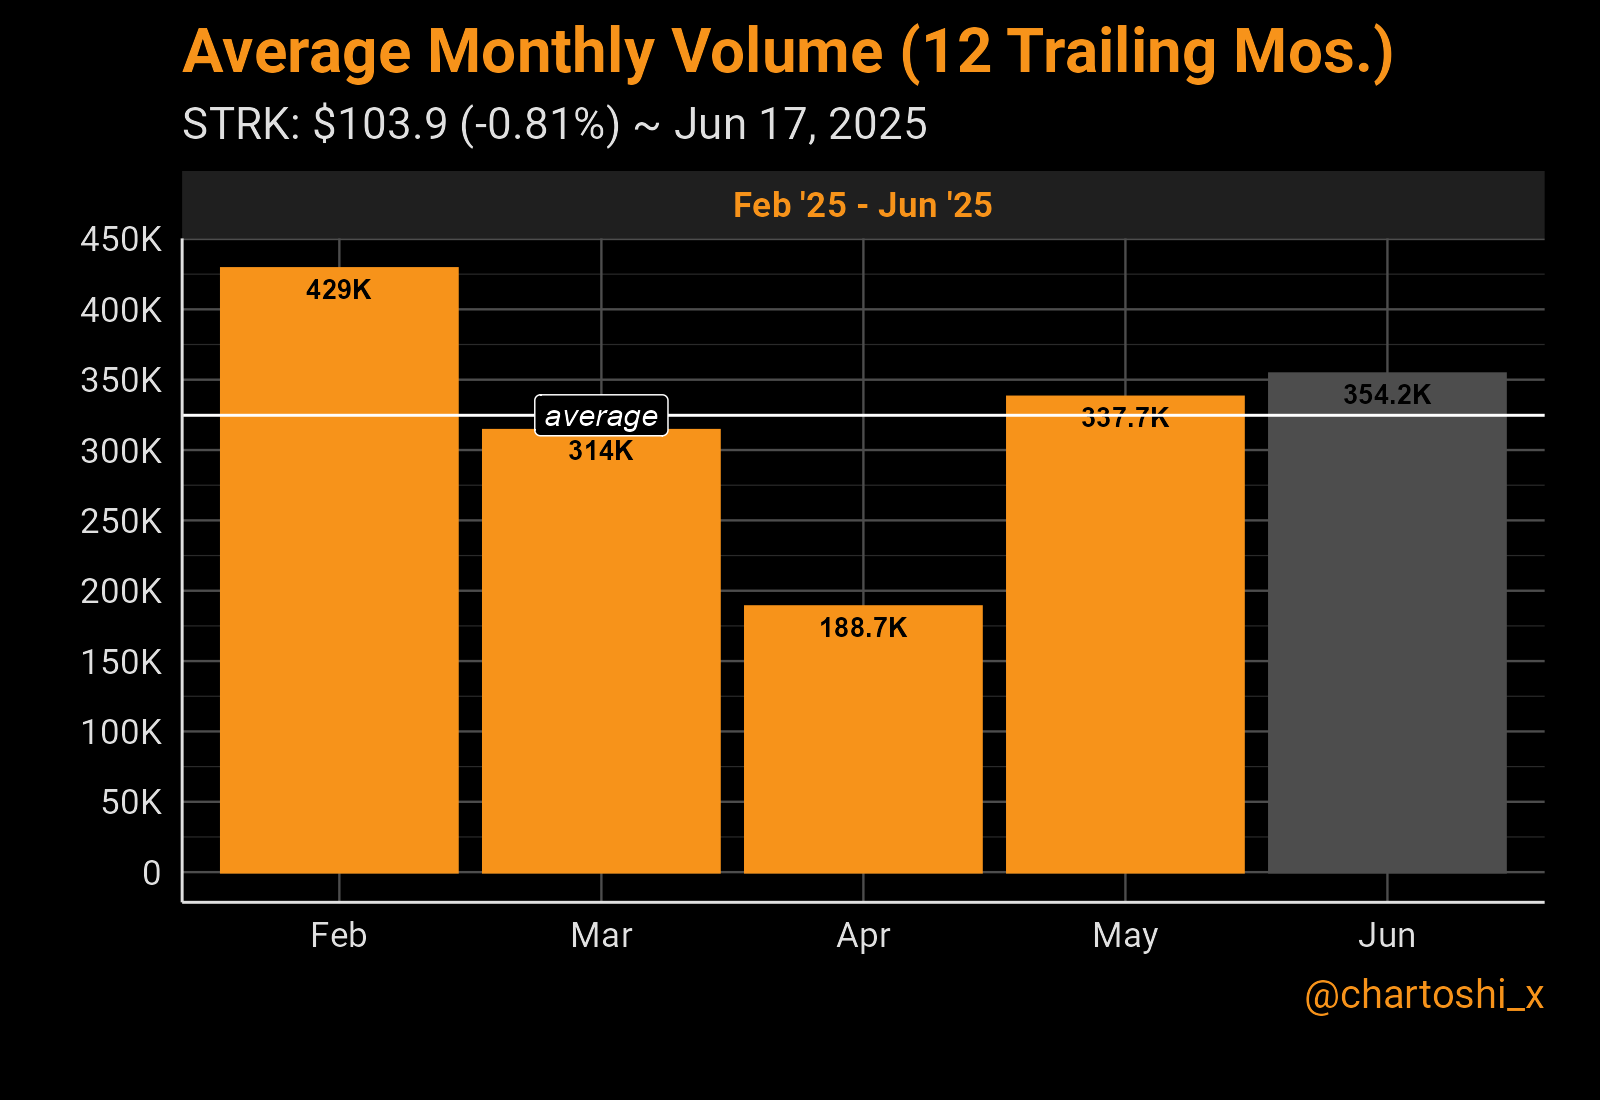 Average Monthly Volume (12 Trailing Mos.)
STRK: $103.9 (-0.81%) ~ Jun 17, 2025
Feb '25 - Jun '25
450K
400K
350K
300K
250K
200K
150K
100K
50K
0
429K
average
314K
188.7K
337.7K
354.2K
Feb
Mar
Apr
May
Jun
@chartoshi_x